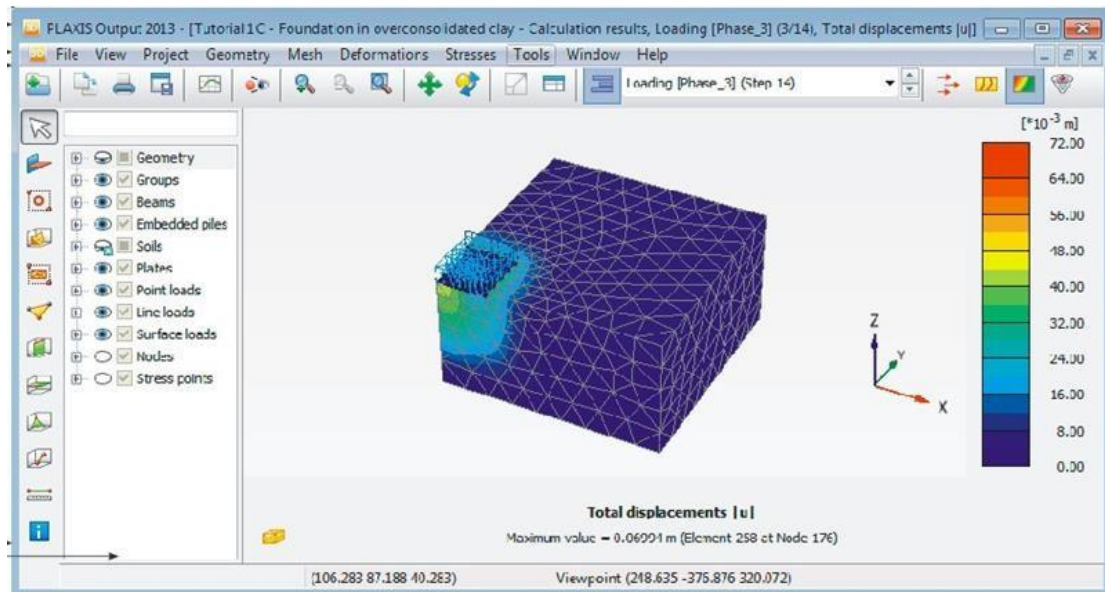 PLAXIS Output 2013 - [Tutorial 1C - Foundation in overconsolidated clay - Calculation results, Loading [Phase_3] (3/14), Total displacements |u|]
File View Project Geometry Mesh Deformations Stresses Tools Window Help
Loading [Phase_3] (Step 14)
Geometry
Groups
Beams
Embedded piles
Soils
Plates
Point loads
Line loads
Surface loads
Nodes
Stress points
[*10-3 m]
72.00
64.00
56.00
48.00
40.00
32.00
24.00
16.00
8.00
0.00
Z
Y
X
Total displacements |u|
Maximum value = 0.06994 m (Element 258 at Node 176)
(106.283 87.188 40.283)
Viewpoint (248.635 -375.876 320.072)